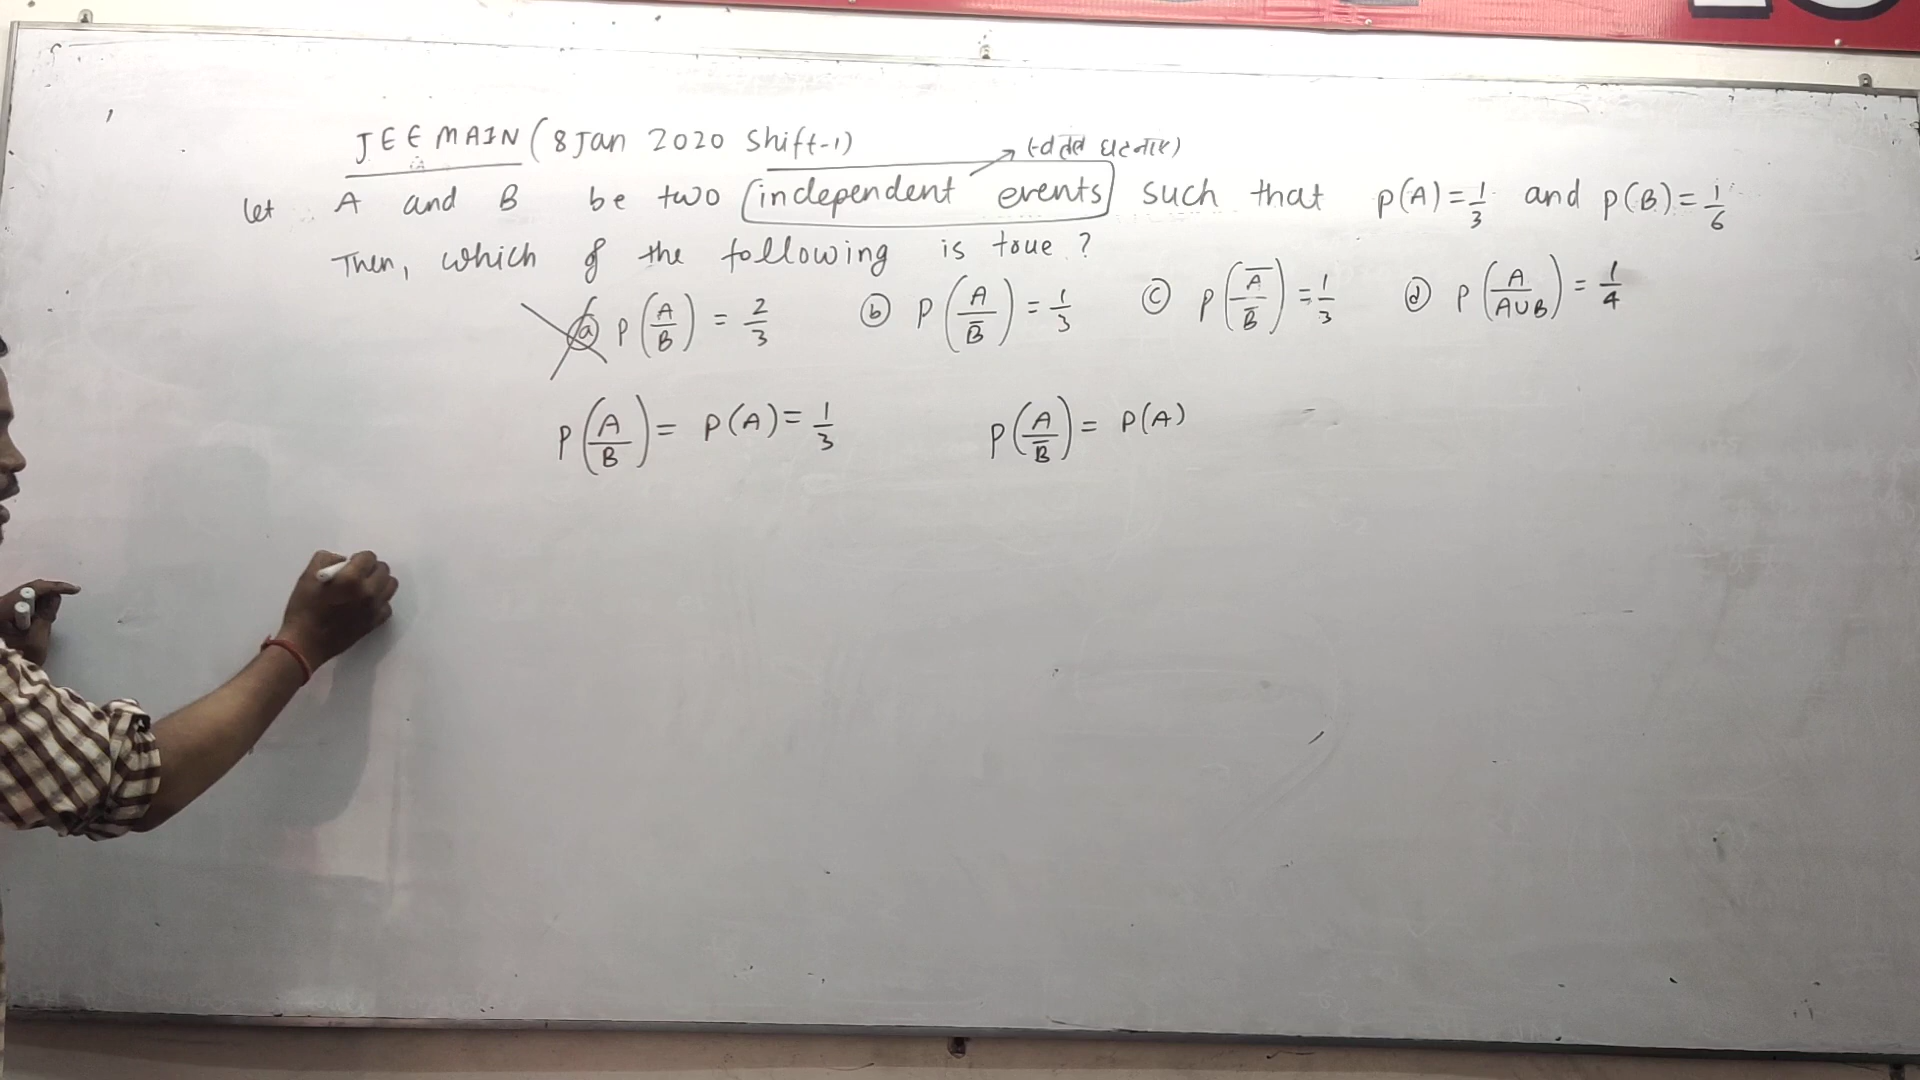 JEE MAIN (8 Jan 2020 Shift-1)
(स्वतंत्र घटनाएं)
let A and B be two independent events such that P(A)=1/3 and P(B)=1/6
Then, which of the following is true?
(a) P(A/B) = 2/3 (b) P(A/B̅) = 1/3 (c) P(A̅/B̅) = 1/3 (d) P(A/A∪B) = 1/4
P(A/B) = P(A) = 1/3 P(A/B̅) = P(A)